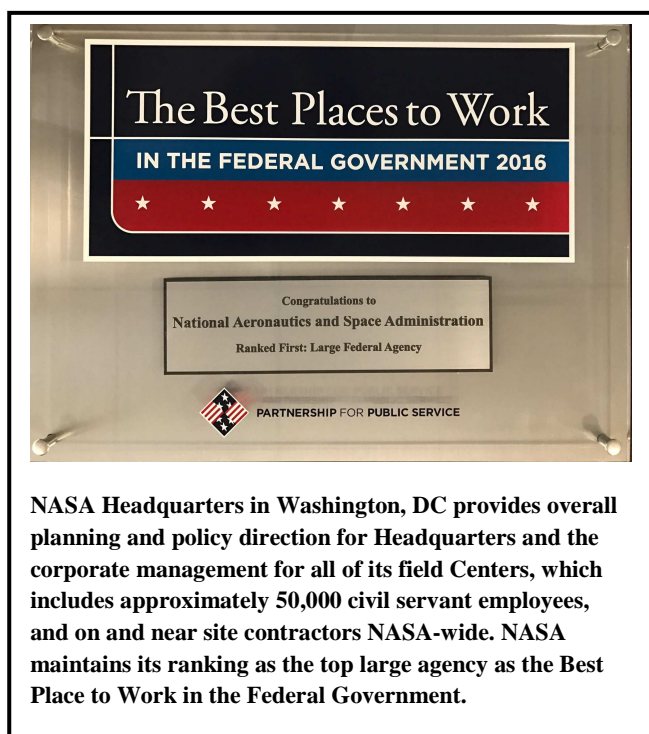 The Best Places to Work
IN THE FEDERAL GOVERNMENT 2016
Congratulations to
National Aeronautics and Space Administration
Ranked First: Large Federal Agency
PARTNERSHIP FOR PUBLIC SERVICE
NASA Headquarters in Washington, DC provides overall
planning and policy direction for Headquarters and the
corporate management for all of its field Centers, which
includes approximately 50,000 civil servant employees,
and on and near site contractors NASA-wide. NASA
maintains its ranking as the top large agency as the Best
Place to Work in the Federal Government.